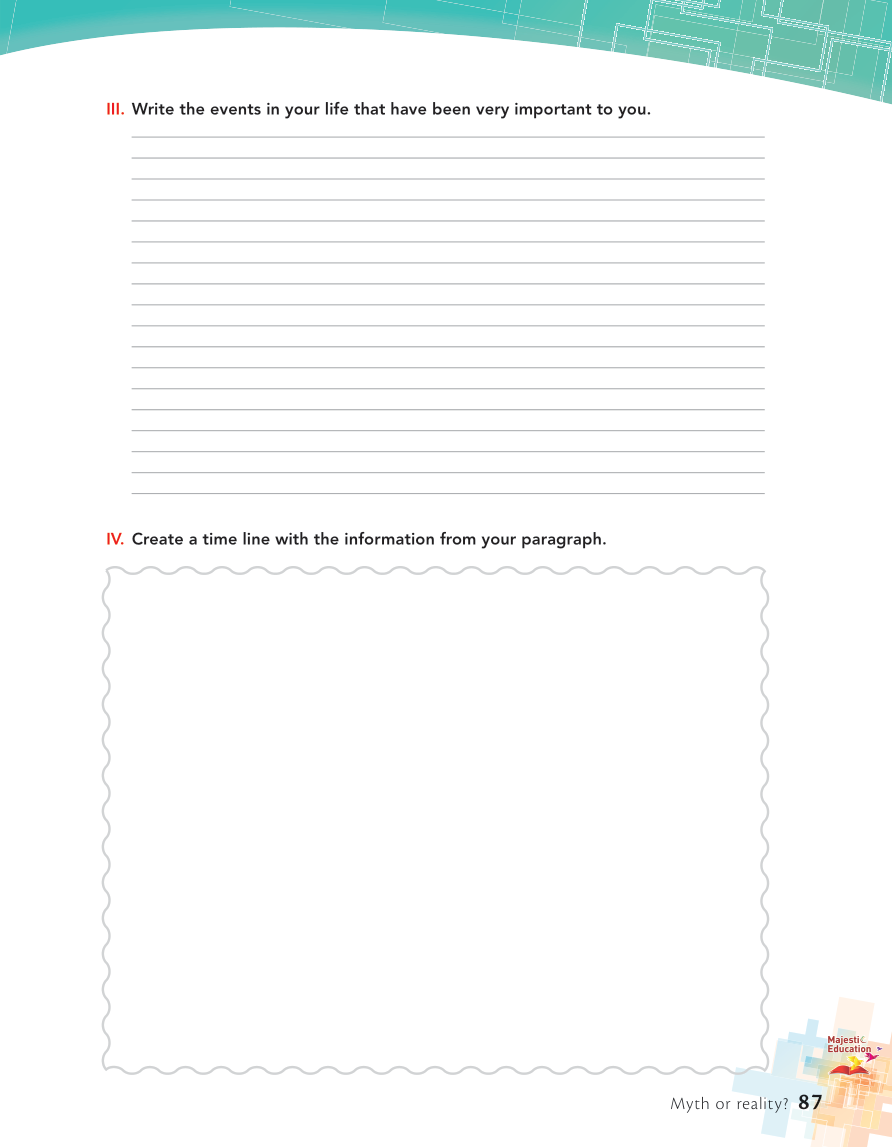 III. Write the events in your life that have been very important to you.
IV. Create a time line with the information from your paragraph.
Majestic
Education
Myth or reality? 87